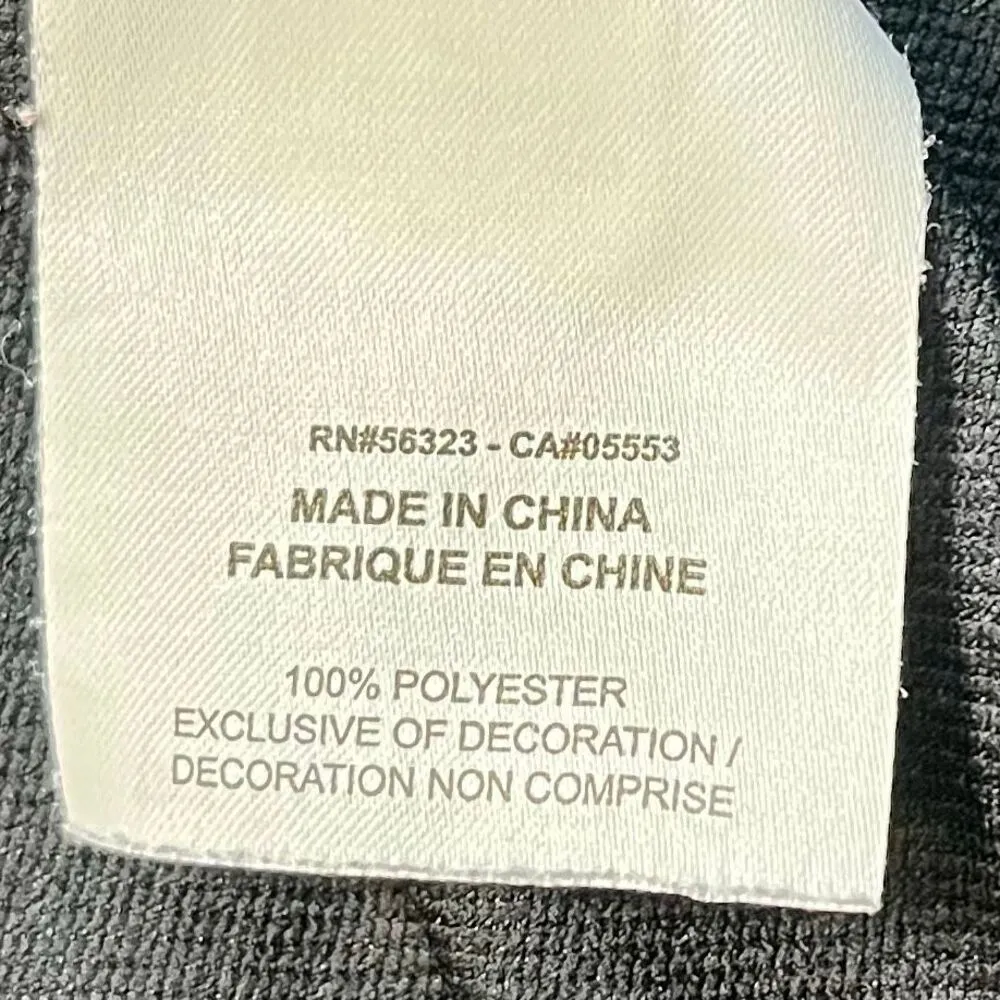 RN#56323 - CA#05553
MADE IN CHINA
FABRIQUE EN CHINE
100% POLYESTER
EXCLUSIVE OF DECORATION /
DECORATION NON COMPRISE